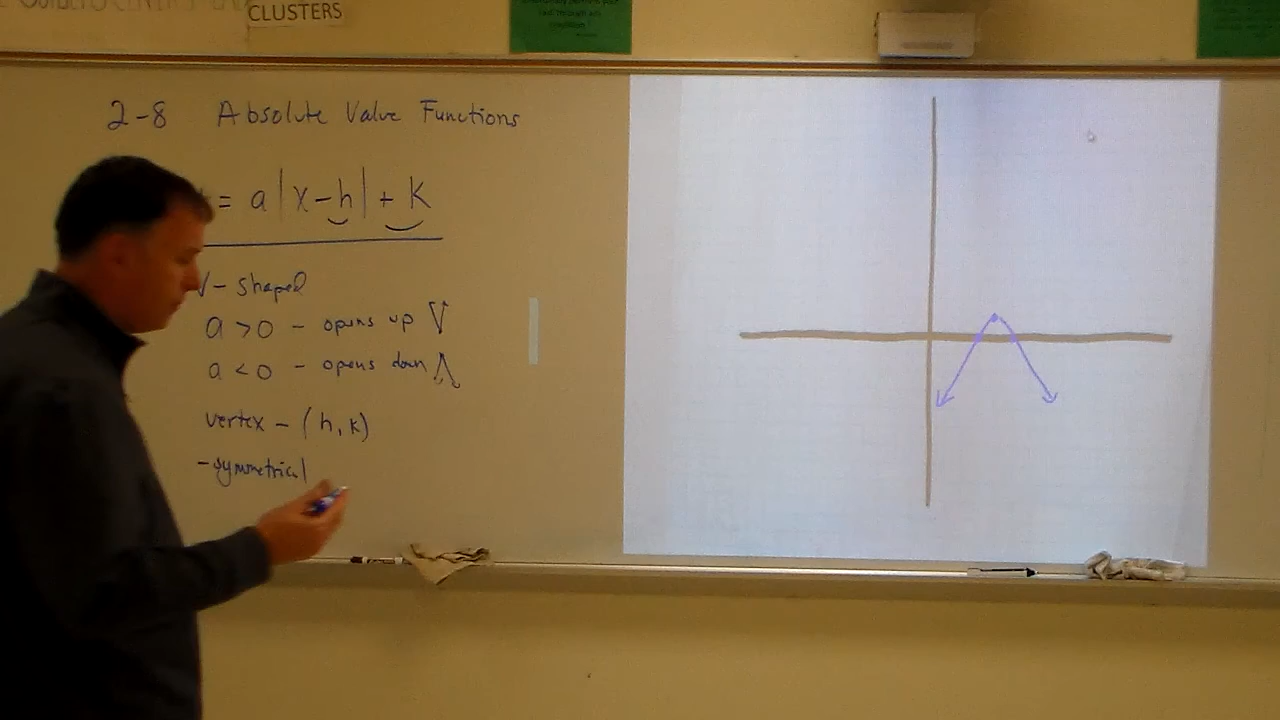 CLUSTERS
2-8 Absolute Value Functions
= a|x-h| + k
V-shaped
a > 0 - opens up
a < 0 - opens down
vertex - (h, k)
-symmetrical